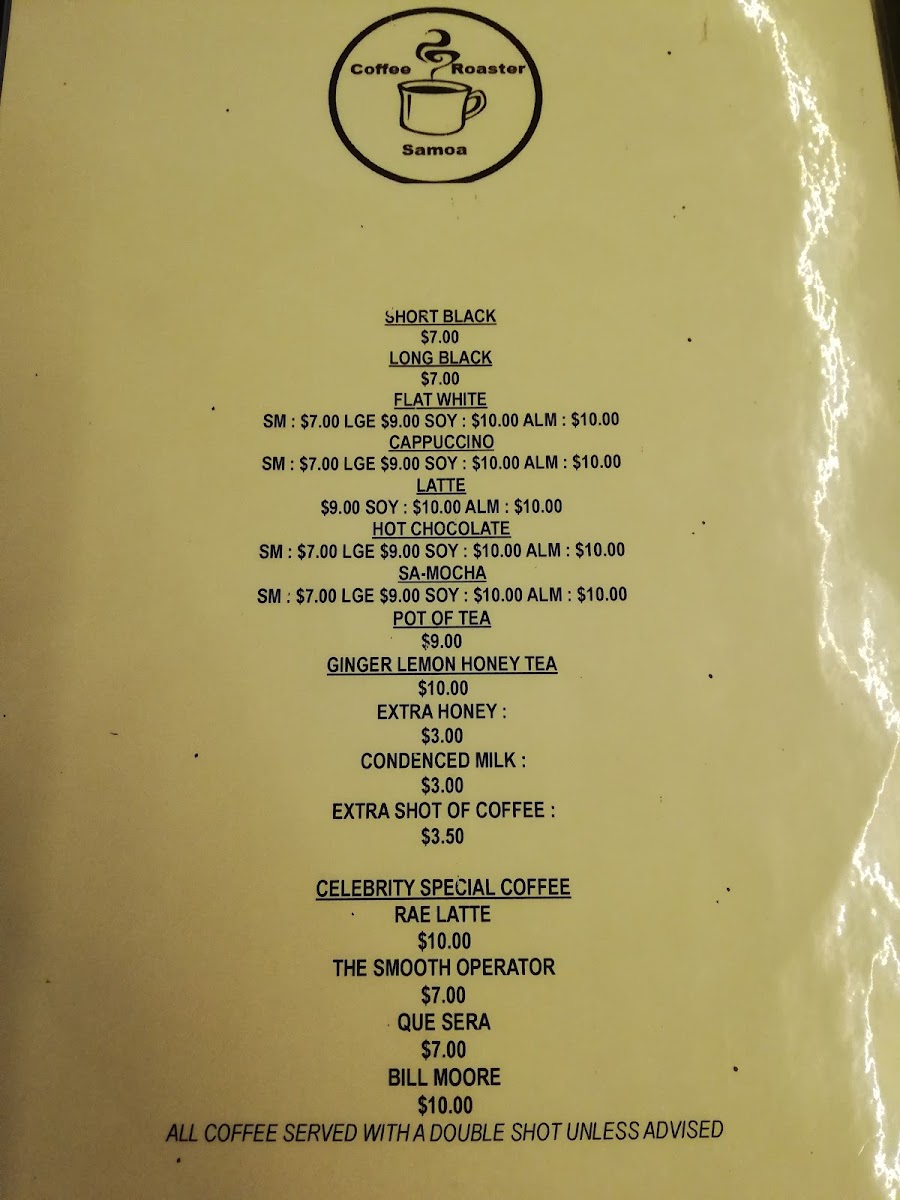 Coffee Roaster
Samoa
SHORT BLACK
$7.00
LONG BLACK
$7.00
FLAT WHITE
SM : $7.00 LGE $9.00 SOY : $10.00 ALM : $10.00
CAPPUCCINO
SM : $7.00 LGE $9.00 SOY : $10.00 ALM : $10.00
LATTE
$9.00 SOY : $10.00 ALM : $10.00
HOT CHOCOLATE
SM : $7.00 LGE $9.00 SOY : $10.00 ALM : $10.00
SA-MOCHA
SM : $7.00 LGE $9.00 SOY : $10.00 ALM : $10.00
POT OF TEA
$9.00
GINGER LEMON HONEY TEA
$10.00
EXTRA HONEY :
$3.00
CONDENCED MILK :
$3.00
EXTRA SHOT OF COFFEE :
$3.50
CELEBRITY SPECIAL COFFEE
RAE LATTE
$10.00
THE SMOOTH OPERATOR
$7.00
QUE SERA
$7.00
BILL MOORE
$10.00
ALL COFFEE SERVED WITH A DOUBLE SHOT UNLESS ADVISED